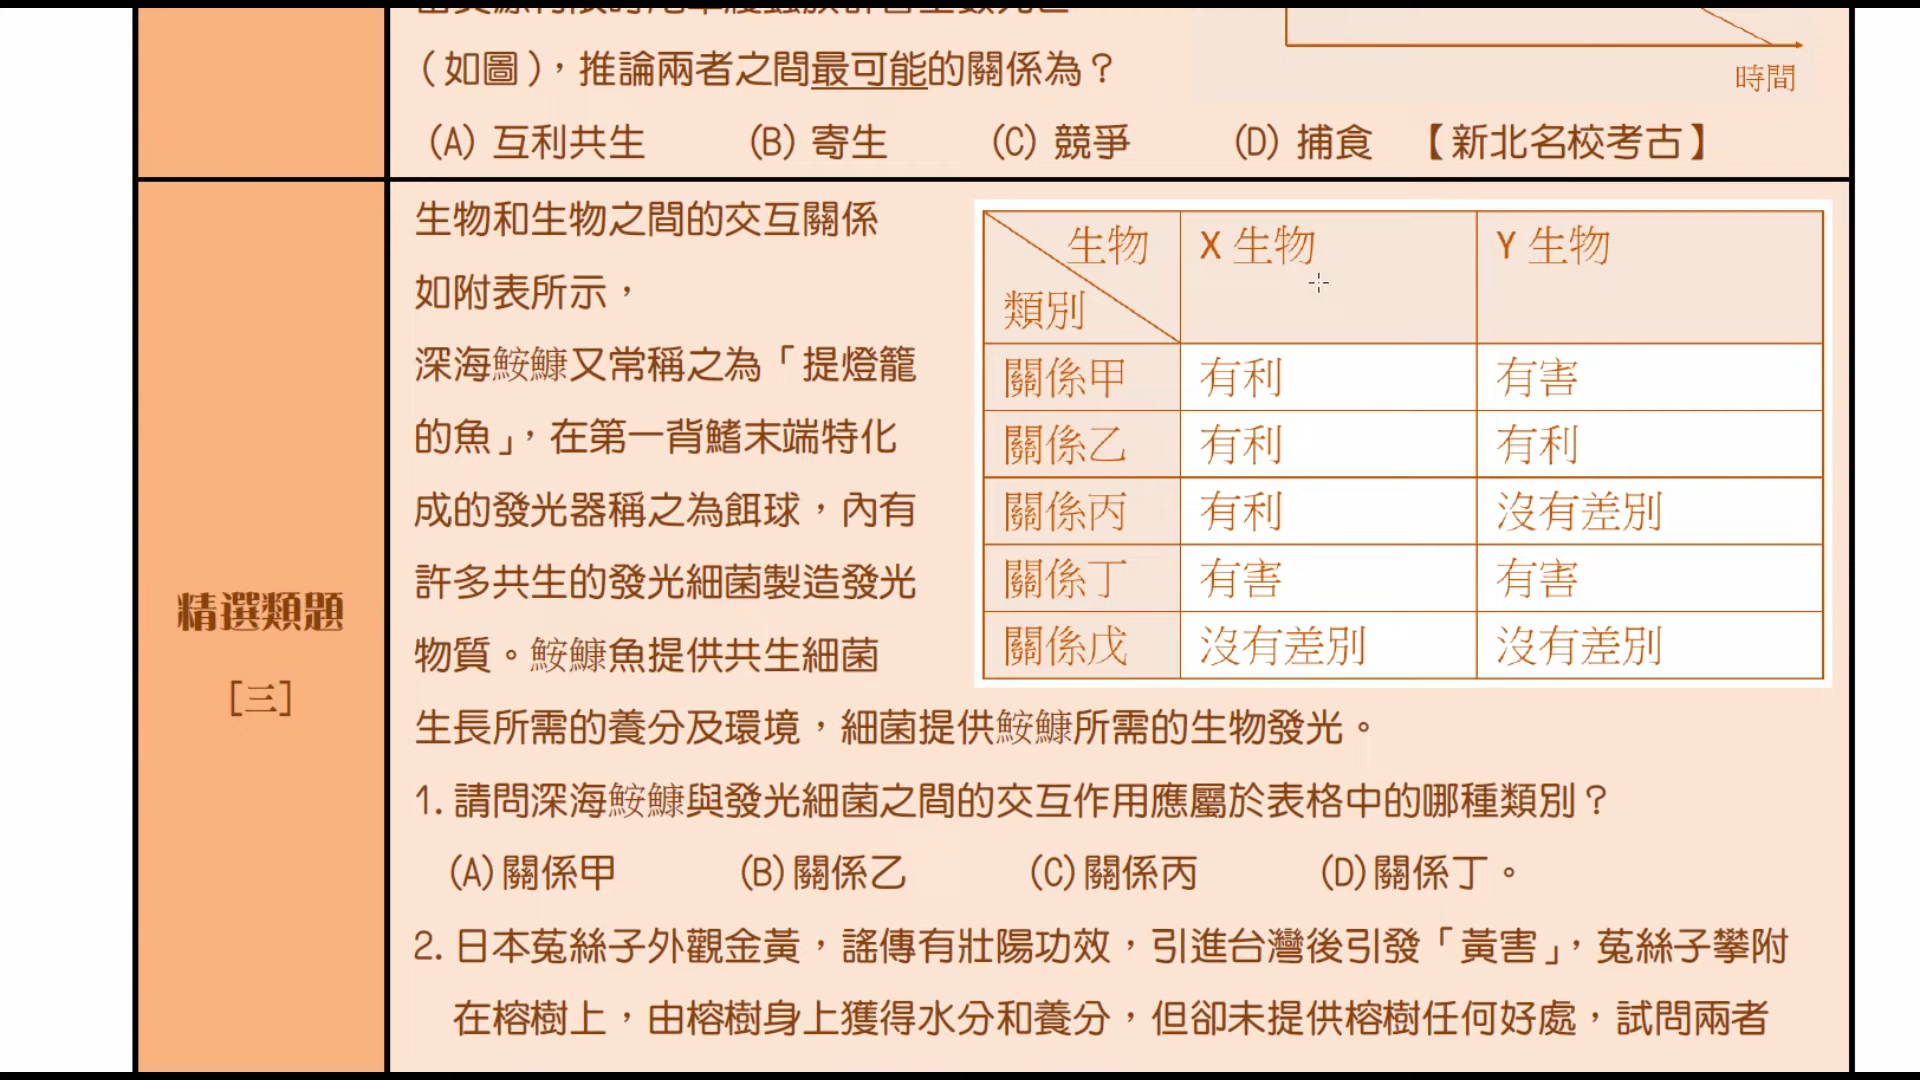 時間
（如圖），推論兩者之間最可能的關係為？
(A) 互利共生 (B) 寄生 (C) 競爭 (D) 捕食 【新北名校考古】
精選類題
[三]
生物和生物之間的交互關係
如附表所示，
深海鮟鱇又常稱之為「提燈籠
的魚」，在第一背鰭末端特化
成的發光器稱之為餌球，內有
許多共生的發光細菌製造發光
物質。鮟鱇魚提供共生細菌
生物 類別 X 生物 Y 生物
關係甲 有利 有害
關係乙 有利 有利
關係丙 有利 沒有差別
關係丁 有害 有害
關係戊 沒有差別 沒有差別
生長所需的養分及環境，細菌提供鮟鱇所需的生物發光。
1. 請問深海鮟鱇與發光細菌之間的交互作用應屬於表格中的哪種類別？
(A)關係甲 (B)關係乙 (C)關係丙 (D)關係丁。
2. 日本菟絲子外觀金黃，謠傳有壯陽功效，引進台灣後引發「黃害」，菟絲子攀附
在榕樹上，由榕樹身上獲得水分和養分，但卻未提供榕樹任何好處，試問兩者